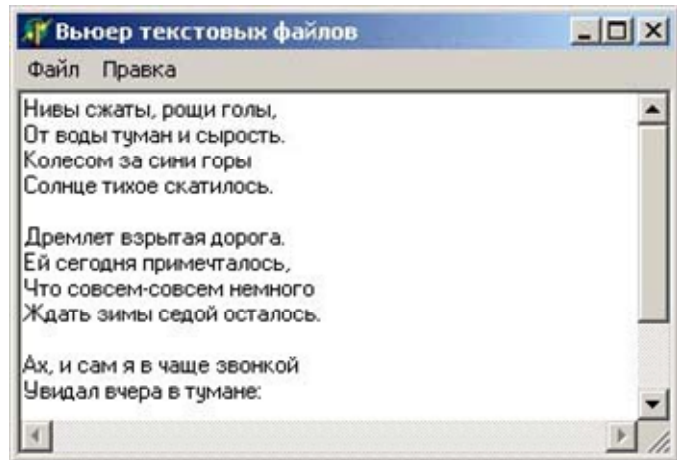 Вьюер текстовых файлов
Файл Правка
Нивы сжаты, рощи голы,
От воды туман и сырость.
Колесом за сини горы
Солнце тихое скатилось.
Дремлет взрытая дорога.
Ей сегодня примечталось,
Что совсем-совсем немного
Ждать зимы седой осталось.
Ах, и сам я в чаще звонкой
Увидал вчера в тумане: